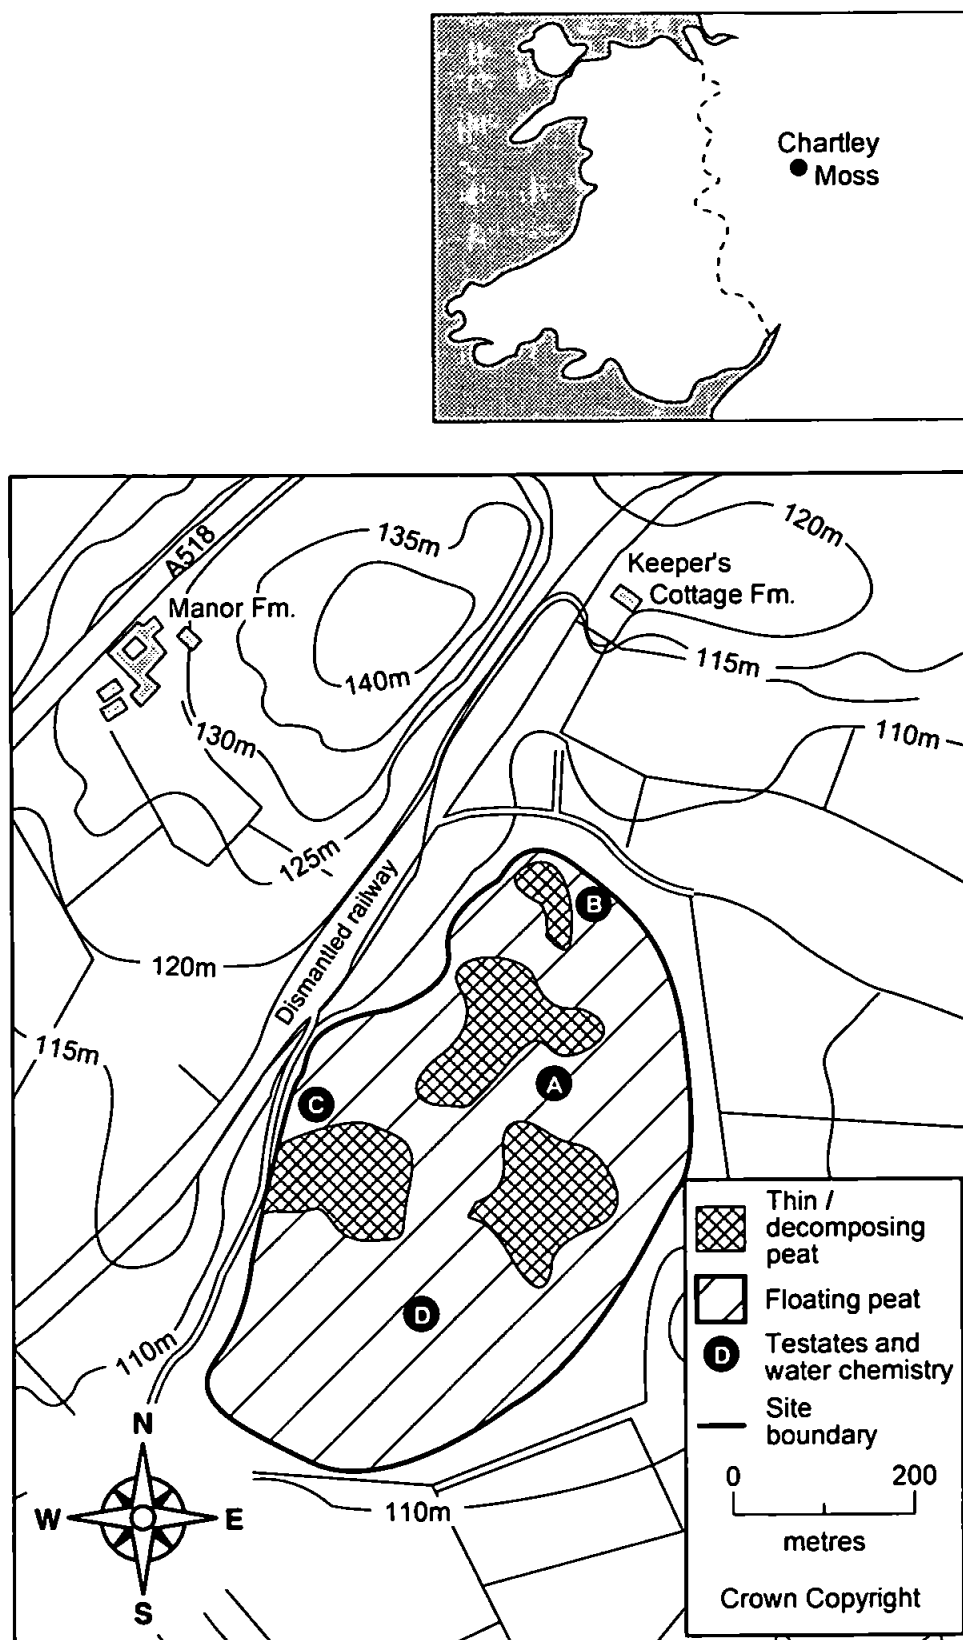 Chartley
Moss
A518
135m
120m
Keeper's
Cottage Fm.
Manor Fm.
115m
140m
130m
110m
125m
B
Dismantled railway
120m
115m
A
C
Thin /
decomposing
peat
Floating peat
D
D
Testates and
water chemistry
110m
Site
boundary
N
0 200
110m
W E
metres
Crown Copyright
S